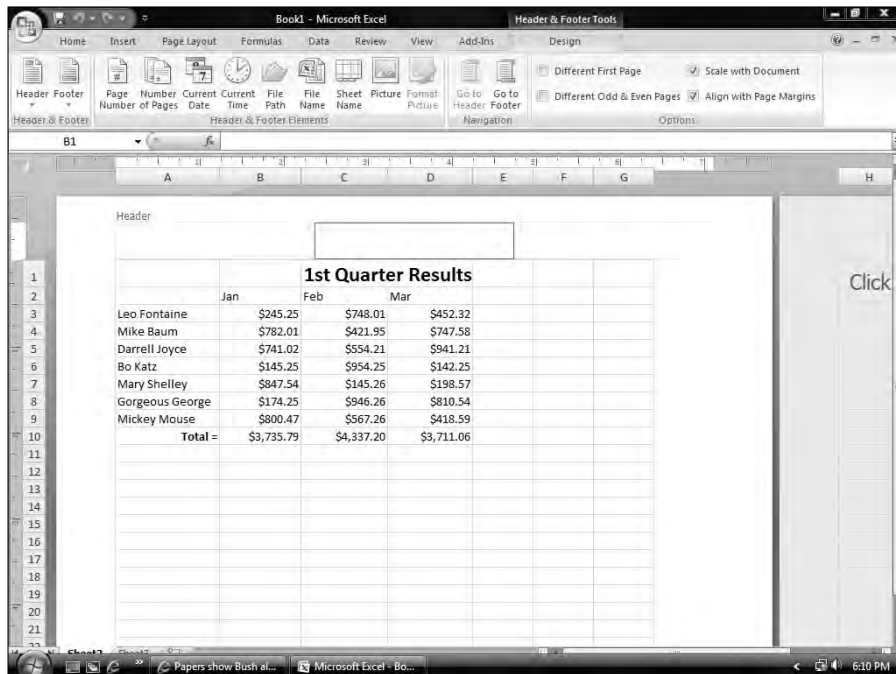 Book1 - Microsoft Excel Header & Footer Tools
Home Insert Page Layout Formulas Data Review View Add-Ins Design
Header Footer Page Number Number of Pages Current Date Current Time File Path File Name Sheet Name Picture Format Picture Go to Header Go to Footer
Different First Page Scale with Document
Different Odd & Even Pages Align with Page Margins
Header & Footer Header & Footer Elements Navigation Options
B1 fx
A B C D E F G H
Header
Click
1 1st Quarter Results
2 Jan Feb Mar
3 Leo Fontaine $245.25 $748.01 $452.32
4 Mike Baum $782.01 $421.95 $747.58
5 Darrell Joyce $741.02 $554.21 $941.21
6 Bo Katz $145.25 $954.25 $142.25
7 Mary Shelley $847.54 $145.26 $198.57
8 Gorgeous George $174.25 $946.26 $810.54
9 Mickey Mouse $800.47 $567.26 $418.59
10 Total = $3,735.79 $4,337.20 $3,711.06
11
12
13
14
15
16
17
18
19
20
21
22
Papers show Bush al... Microsoft Excel - Bo... 6:10 PM